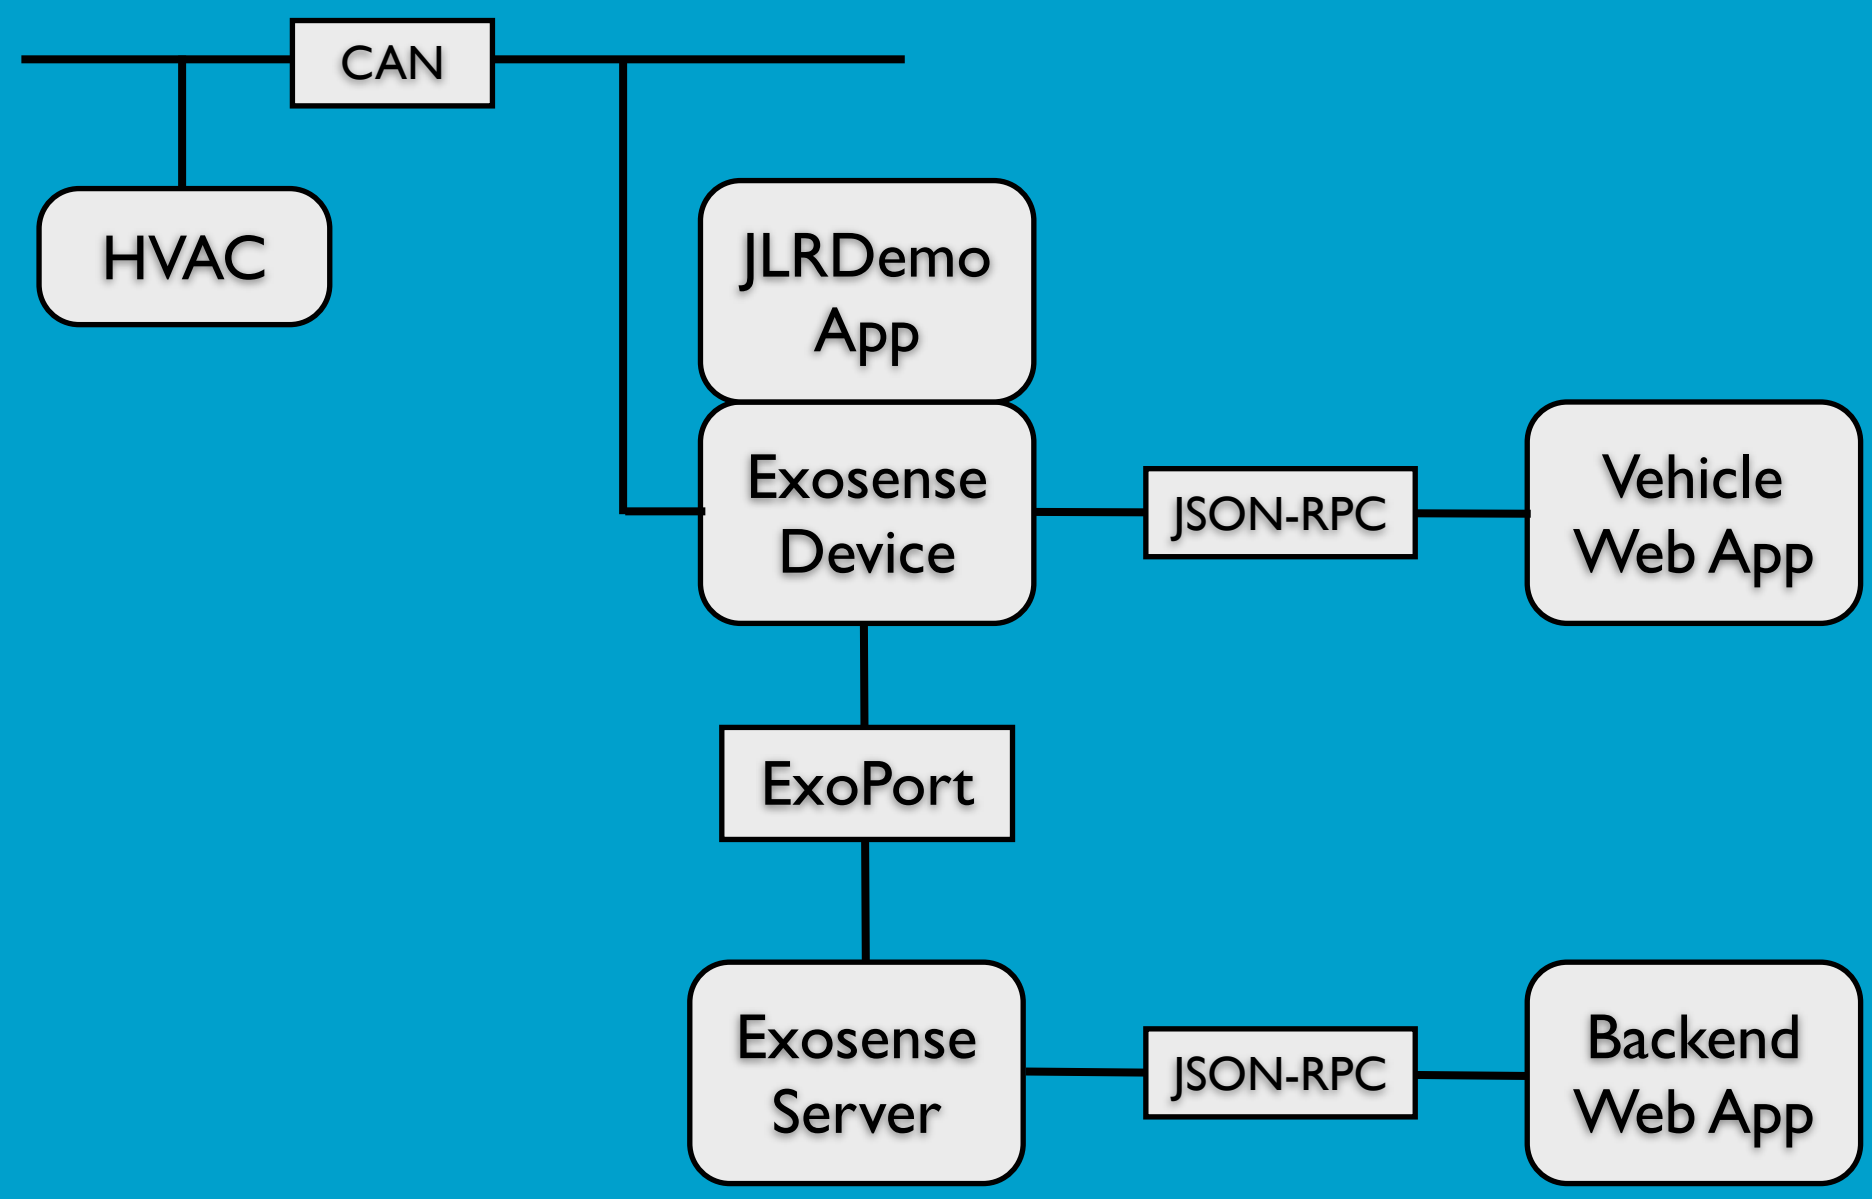 CAN
HVAC
JLRDemo
App
Exosense
Device
JSON-RPC
Vehicle
Web App
ExoPort
Exosense
Server
JSON-RPC
Backend
Web App